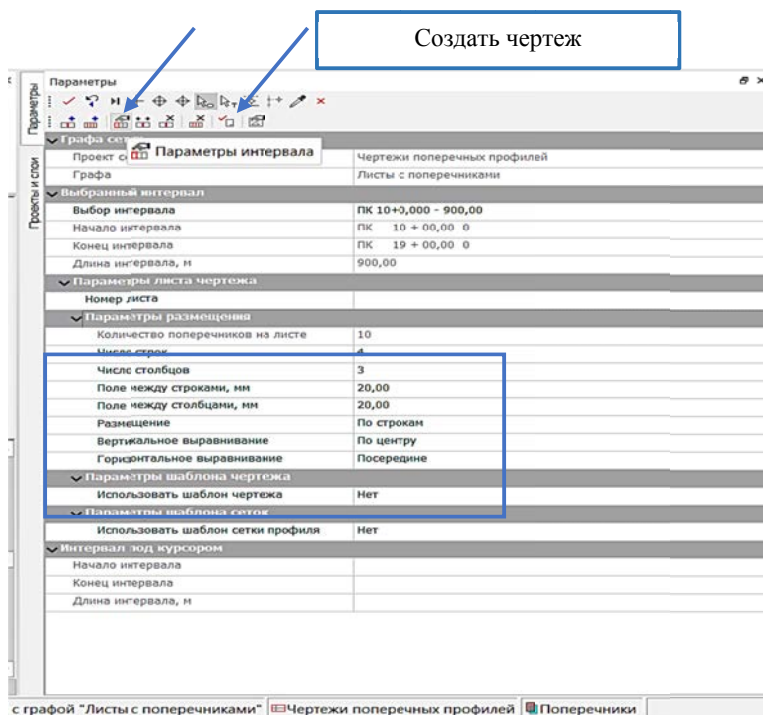 Создать чертеж
Параметры
Параметры
Проекты и слои
Параметры интервала
Графа сетки
Проект Чертежи поперечных профилей
Графа Листы с поперечниками
Выбранный интервал
Выбор интервала ПК 10+0,000 - 900,00
Начало интервала ПК 10 + 00,00 0
Конец интервала ПК 19 + 00,00 0
Длина интервала, м 900,00
Параметры листа чертежа
Номер листа
Параметры размещения
Количество поперечников на листе 10
Число строк 4
Число столбцов 3
Поле между строками, мм 20,00
Поле между столбцами, мм 20,00
Размещение По строкам
Вертикальное выравнивание По центру
Горизонтальное выравнивание Посередине
Параметры шаблона чертежа
Использовать шаблон чертежа Нет
Параметры шаблона сеток
Использовать шаблон сетки профиля Нет
Интервал под курсором
Начало интервала
Конец интервала
Длина интервала, м
с графой "Листы с поперечниками" Чертежи поперечных профилей Поперечники